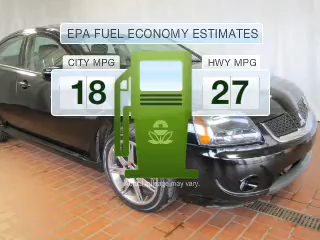 EPA FUEL ECONOMY ESTIMATES
CITY MPG HWY MPG
18 27
Actual mileage may vary.